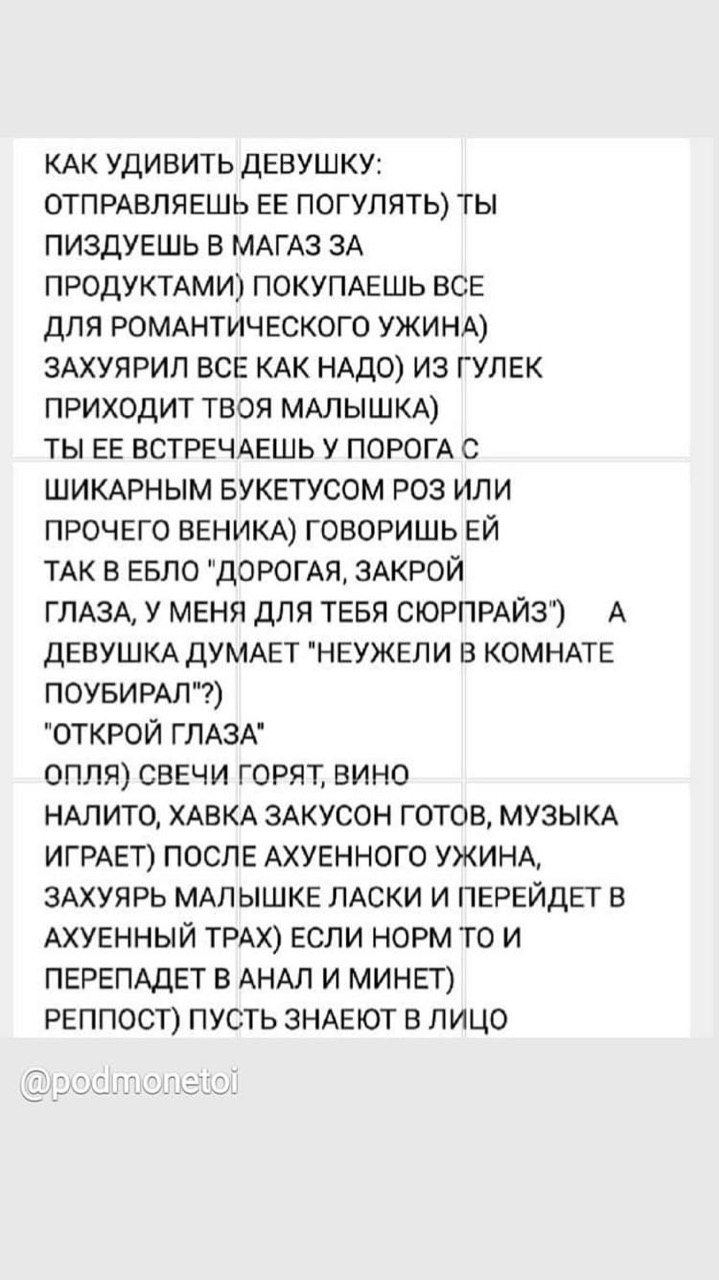 КАК УДИВИТЬ ДЕВУШКУ:
ОТПРАВЛЯЕШЬ ЕЕ ПОГУЛЯТЬ) ТЫ
ПИЗДУЕШЬ В МАГАЗ ЗА
ПРОДУКТАМИ) ПОКУПАЕШЬ ВСЕ
ДЛЯ РОМАНТИЧЕСКОГО УЖИНА)
ЗАХУЯРИЛ ВСЕ КАК НАДО) ИЗ ГУЛЕК
ПРИХОДИТ ТВОЯ МАЛЫШКА)
ТЫ ЕЕ ВСТРЕЧАЕШЬ У ПОРОГА С
ШИКАРНЫМ БУКЕТУСОМ РОЗ ИЛИ
ПРОЧЕГО ВЕНИКА) ГОВОРИШЬ ЕЙ
ТАК В ЕБЛО "ДОРОГАЯ, ЗАКРОЙ
ГЛАЗА, У МЕНЯ ДЛЯ ТЕБЯ СЮРПРАЙЗ") А
ДЕВУШКА ДУМАЕТ "НЕУЖЕЛИ В КОМНАТЕ
ПОУБИРАЛ"?)
"ОТКРОЙ ГЛАЗА"
ОПЛЯ) СВЕЧИ ГОРЯТ, ВИНО
НАЛИТО, ХАВКА ЗАКУСОН ГОТОВ, МУЗЫКА
ИГРАЕТ) ПОСЛЕ АХУЕННОГО УЖИНА,
ЗАХУЯРЬ МАЛЫШКЕ ЛАСКИ И ПЕРЕЙДЕТ В
АХУЕННЫЙ ТРАХ) ЕСЛИ НОРМ ТО И
ПЕРЕПАДЕТ В АНАЛ И МИНЕТ)
РЕППОСТ) ПУСТЬ ЗНАЕЮТ В ЛИЦО
@podmonetoi